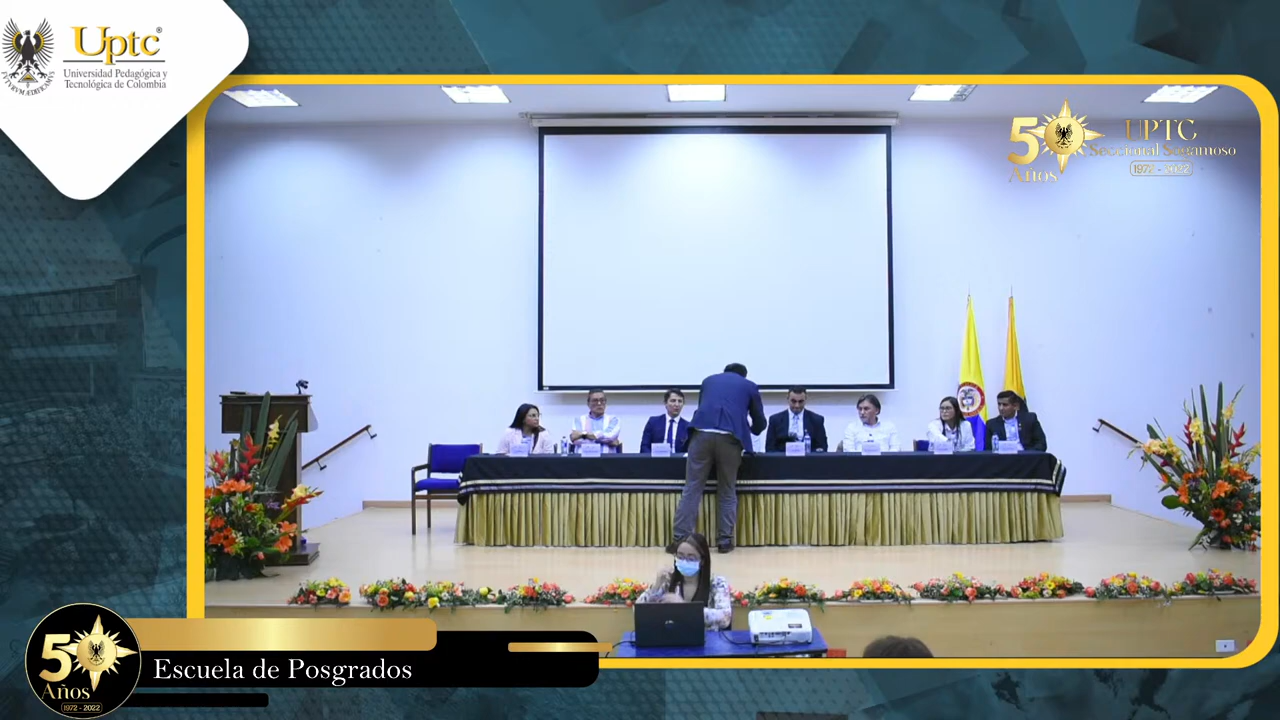 Uptc®
Universidad Pedagógica y
Tecnológica de Colombia
50
Años
UPTC
Seccional Sogamoso
1972 - 2022
50
Años
1972 - 2022
Escuela de Posgrados